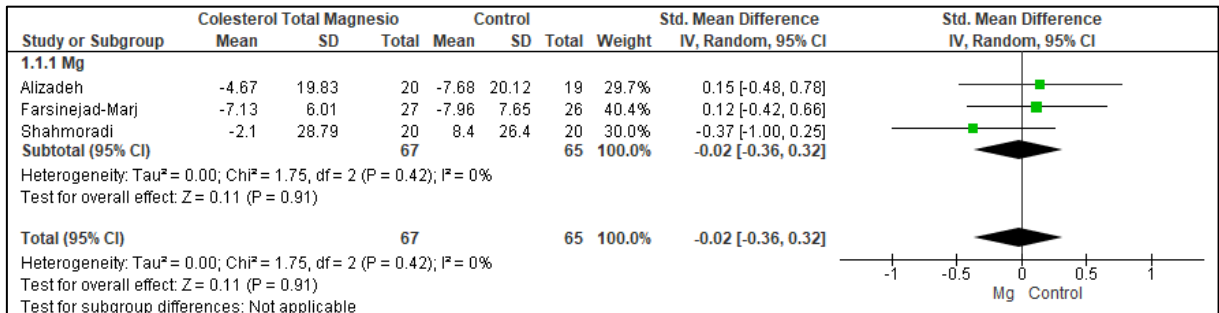 Colesterol Total Magnesio Control Std. Mean Difference Std. Mean Difference
Study or Subgroup Mean SD Total Mean SD Total Weight IV, Random, 95% CI IV, Random, 95% CI
1.1.1 Mg
Alizadeh -4.67 19.83 20 -7.68 20.12 19 29.7% 0.15 [-0.48, 0.78]
Farsinejad-Marj -7.13 6.01 27 -7.96 7.65 26 40.4% 0.12 [-0.42, 0.66]
Shahmoradi -2.1 28.79 20 8.4 26.4 20 30.0% -0.37 [-1.00, 0.25]
Subtotal (95% CI) 67 65 100.0% -0.02 [-0.36, 0.32]
Heterogeneity: Tau² = 0.00; Chi² = 1.75, df = 2 (P = 0.42); I² = 0%
Test for overall effect: Z = 0.11 (P = 0.91)
Total (95% CI) 67 65 100.0% -0.02 [-0.36, 0.32]
Heterogeneity: Tau² = 0.00; Chi² = 1.75, df = 2 (P = 0.42); I² = 0%
Test for overall effect: Z = 0.11 (P = 0.91)
Test for subgroup differences: Not applicable
-1 -0.5 0 0.5 1
Mg Control